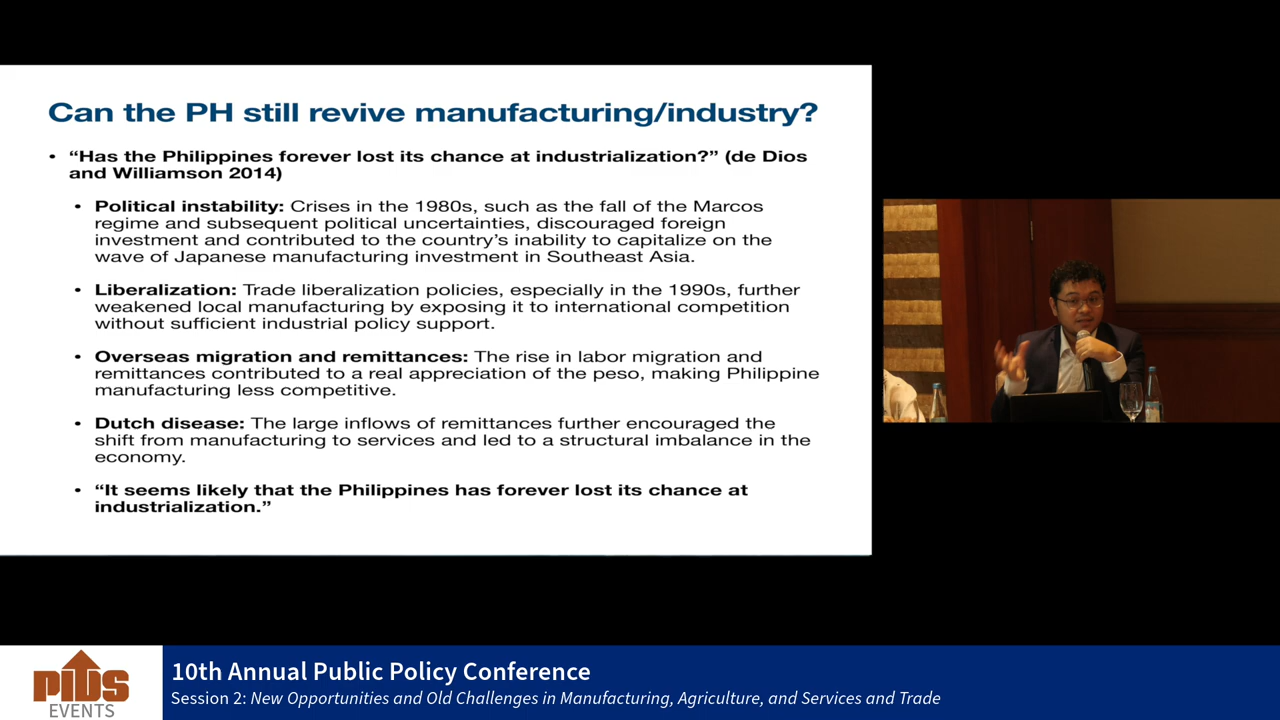 Can the PH still revive manufacturing/industry?
• “Has the Philippines forever lost its chance at industrialization?” (de Dios
and Williamson 2014)
• Political instability: Crises in the 1980s, such as the fall of the Marcos
regime and subsequent political uncertainties, discouraged foreign
investment and contributed to the country’s inability to capitalize on the
wave of Japanese manufacturing investment in Southeast Asia.
• Liberalization: Trade liberalization policies, especially in the 1990s, further
weakened local manufacturing by exposing it to international competition
without sufficient industrial policy support.
• Overseas migration and remittances: The rise in labor migration and
remittances contributed to a real appreciation of the peso, making Philippine
manufacturing less competitive.
• Dutch disease: The large inflows of remittances further encouraged the
shift from manufacturing to services and led to a structural imbalance in the
economy.
• “It seems likely that the Philippines has forever lost its chance at
industrialization.”
PIDS
EVENTS
10th Annual Public Policy Conference
Session 2: New Opportunities and Old Challenges in Manufacturing, Agriculture, and Services and Trade